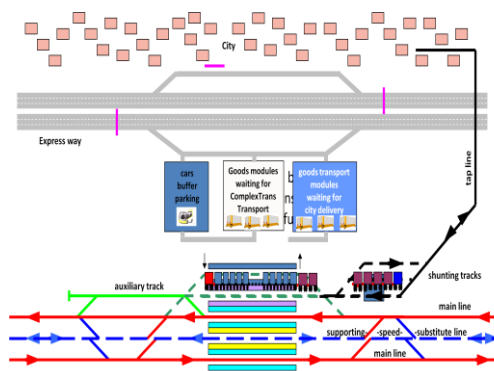 City
Express way
tap line
cars
buffer
parking
Goods modules
waiting for
ComplexTrans
Transport
goods transport
modules
waiting for
city delivery
shunting tracks
auxiliary track
main line
supporting- -speed- -substitute line
main line